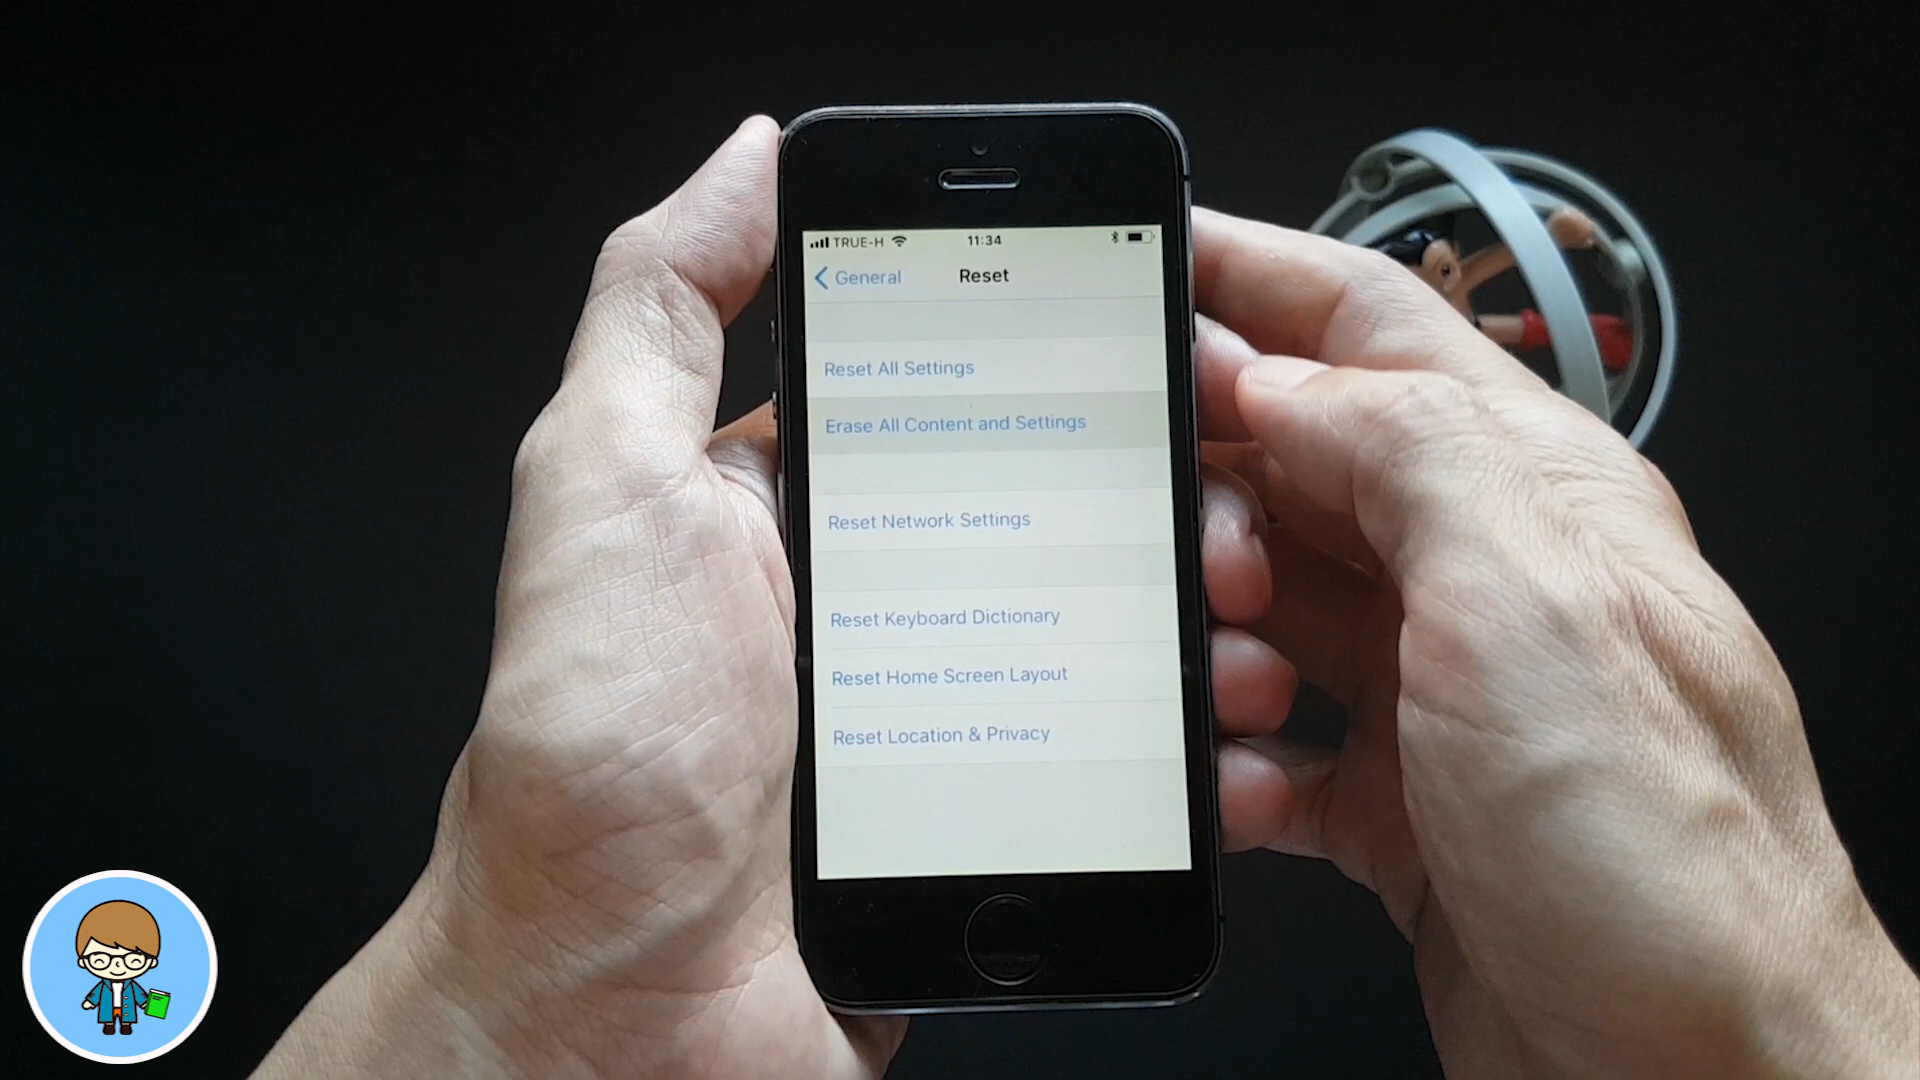 TRUE-H 11:34
General Reset
Reset All Settings
Erase All Content and Settings
Reset Network Settings
Reset Keyboard Dictionary
Reset Home Screen Layout
Reset Location & Privacy